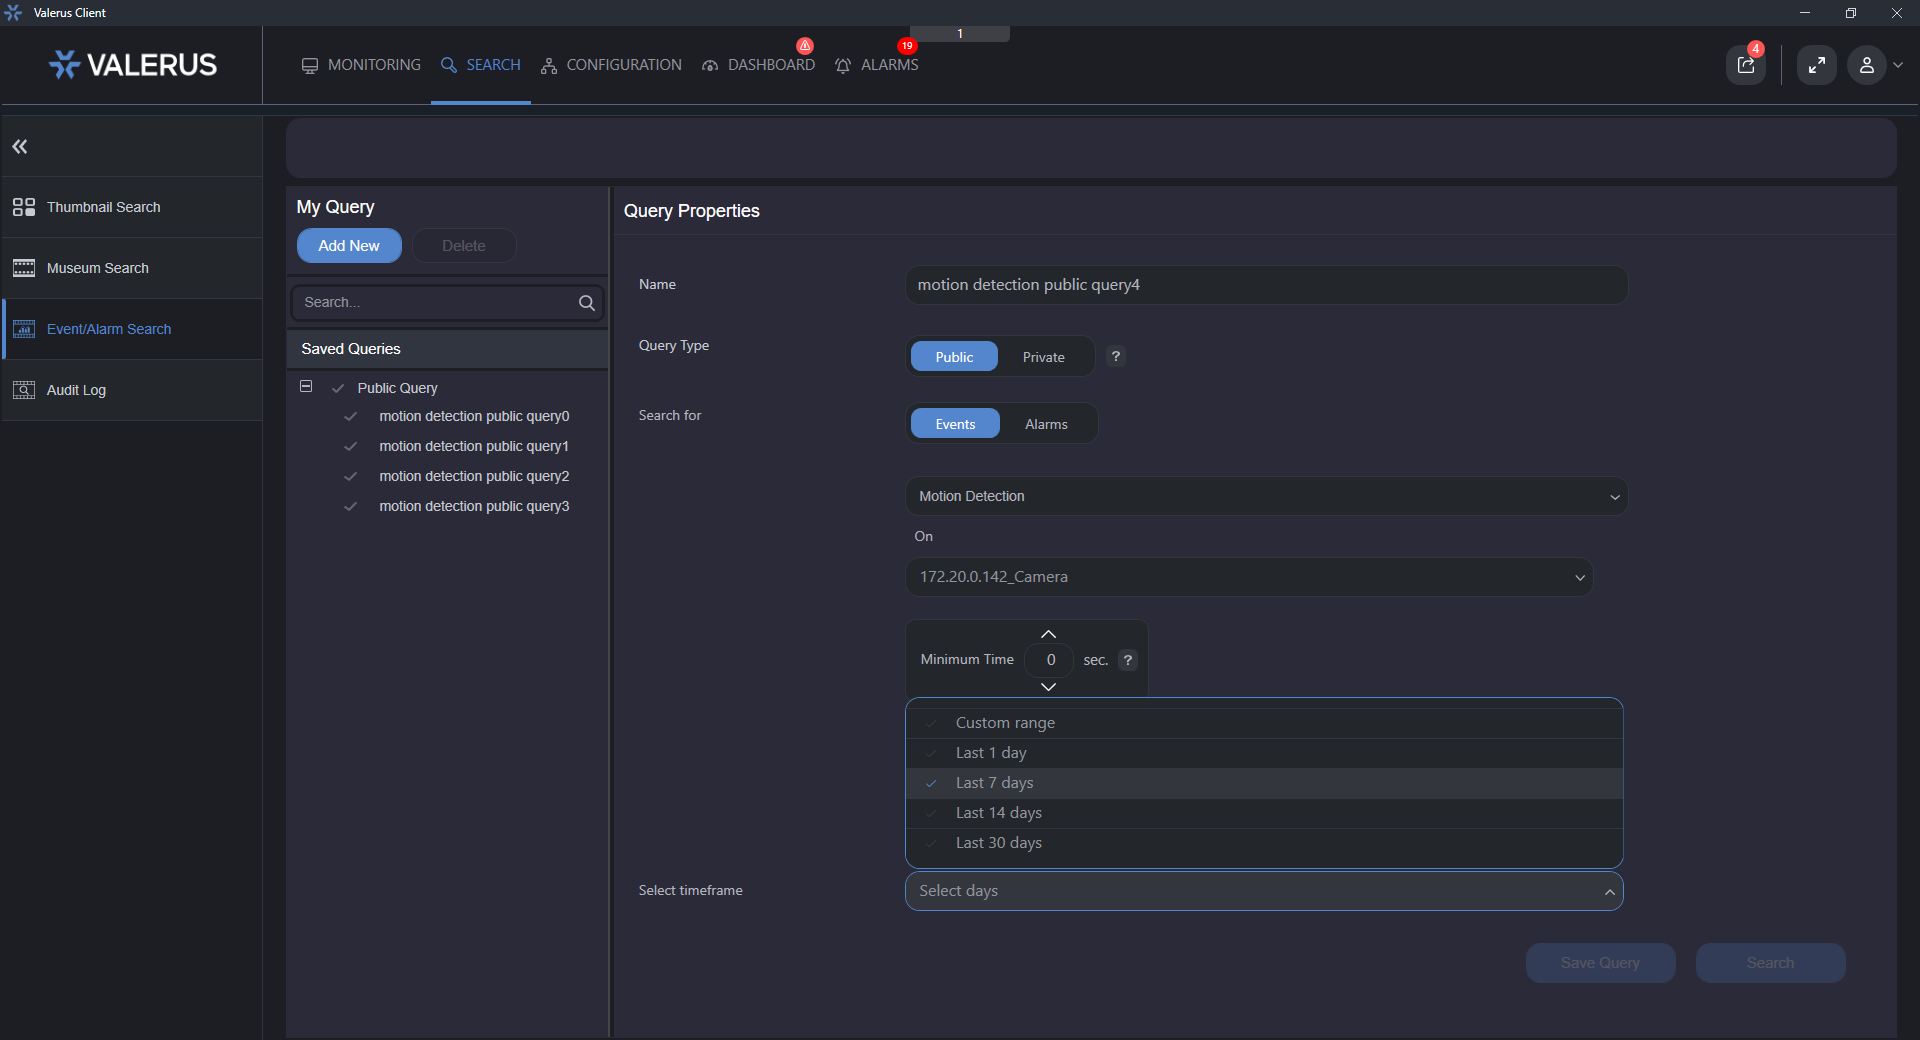 Valerus Client
1
VALERUS
MONITORING
SEARCH
CONFIGURATION
DASHBOARD
19
ALARMS
4
Thumbnail Search
Museum Search
Event/Alarm Search
Audit Log
My Query
Add New
Delete
Search...
Saved Queries
Public Query
motion detection public query0
motion detection public query1
motion detection public query2
motion detection public query3
Query Properties
Name
motion detection public query4
Query Type
Public
Private
?
Search for
Events
Alarms
Motion Detection
On
172.20.0.142_Camera
Minimum Time
0
sec.
?
Custom range
Last 1 day
Last 7 days
Last 14 days
Last 30 days
Select timeframe
Select days
Save Query
Search